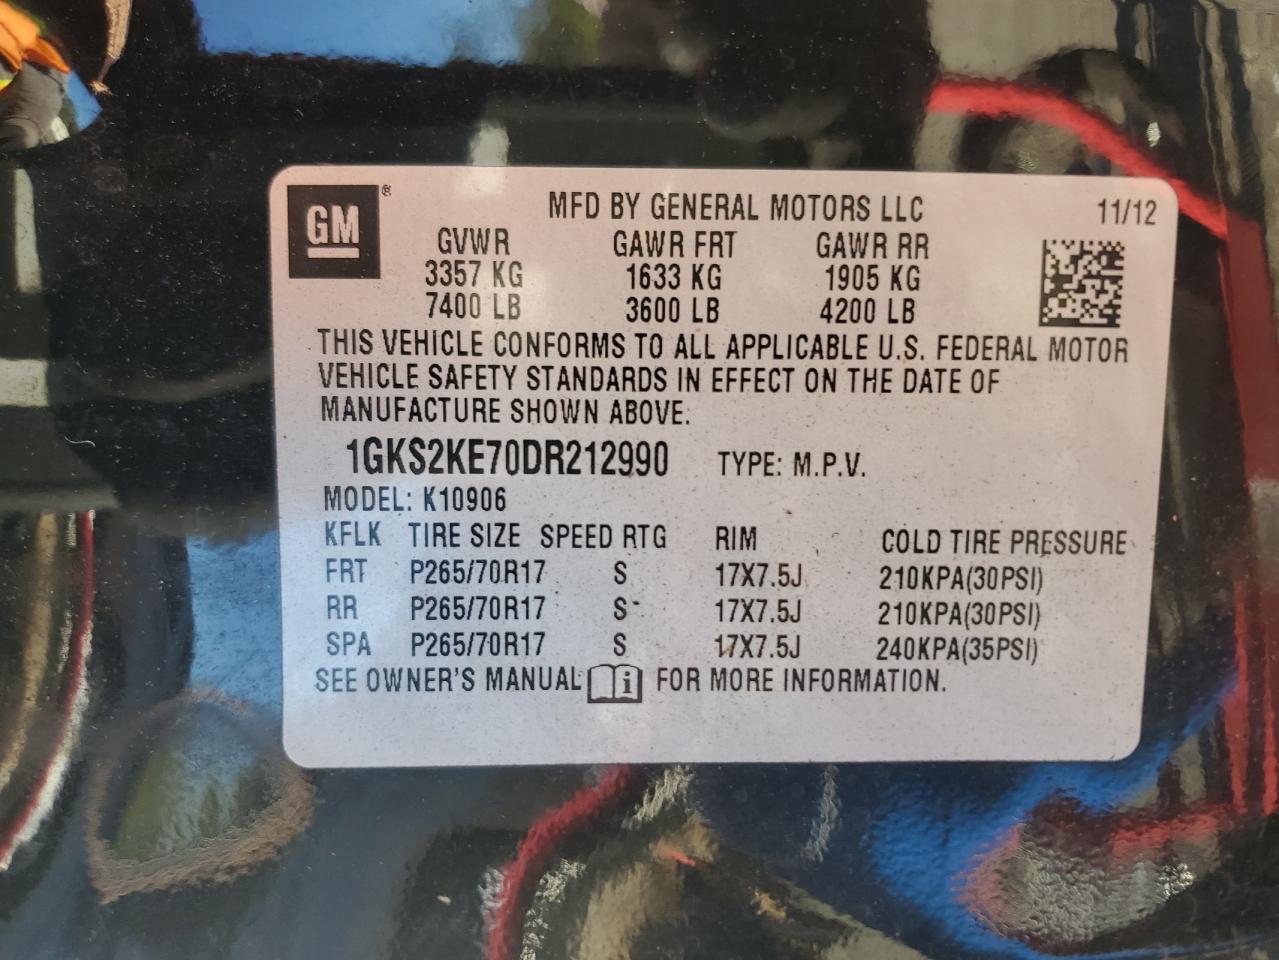 GM ® MFD BY GENERAL MOTORS LLC 11/12
GVWR GAWR FRT GAWR RR
3357 KG 1633 KG 1905 KG
7400 LB 3600 LB 4200 LB
THIS VEHICLE CONFORMS TO ALL APPLICABLE U.S. FEDERAL MOTOR
VEHICLE SAFETY STANDARDS IN EFFECT ON THE DATE OF
MANUFACTURE SHOWN ABOVE.
1GKS2KE70DR212990 TYPE: M.P.V.
MODEL: K10906
KFLK TIRE SIZE SPEED RTG RIM COLD TIRE PRESSURE
FRT P265/70R17 S 17X7.5J 210KPA(30PSI)
RR P265/70R17 S 17X7.5J 210KPA(30PSI)
SPA P265/70R17 S 17X7.5J 240KPA(35PSI)
SEE OWNER'S MANUAL i FOR MORE INFORMATION.